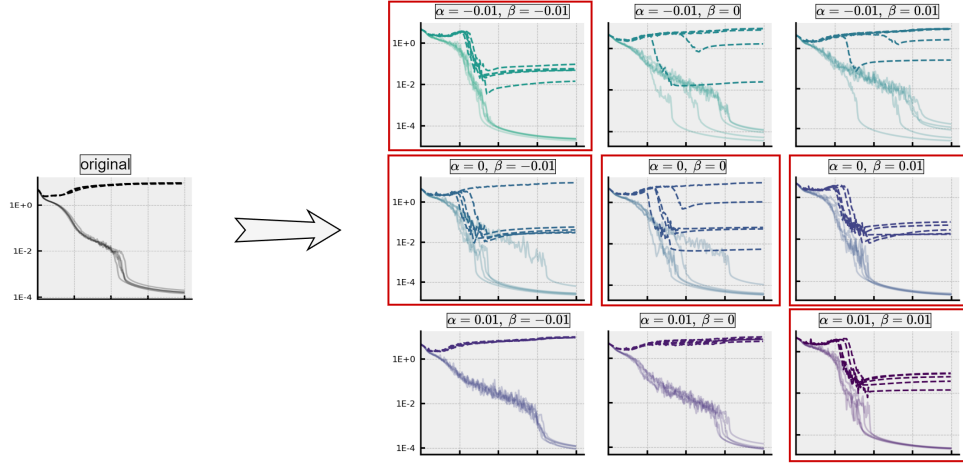 α = −0.01, β = −0.01
α = −0.01, β = 0
α = −0.01, β = 0.01
1E+0
1E-2
1E-4
original
1E+0
1E-2
1E-4
α = 0, β = −0.01
α = 0, β = 0
α = 0, β = 0.01
1E+0
1E-2
1E-4
α = 0.01, β = −0.01
α = 0.01, β = 0
α = 0.01, β = 0.01
1E+0
1E-2
1E-4